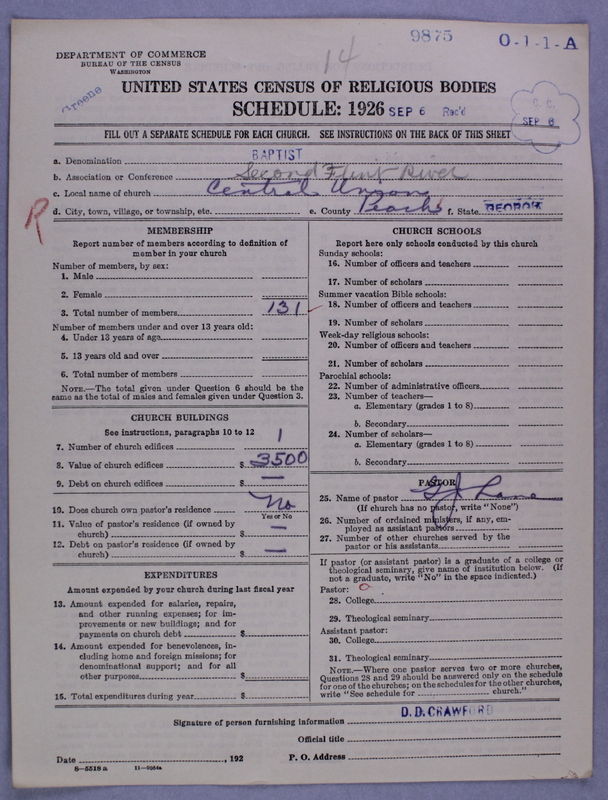 9875 O-1-1-A
14
DEPARTMENT OF COMMERCE
BUREAU OF THE CENSUS
WASHINGTON
Greene
UNITED STATES CENSUS OF RELIGIOUS BODIES
SCHEDULE: 1926 SEP 6 Rec'd
SEP 6
FILL OUT A SEPARATE SCHEDULE FOR EACH CHURCH. SEE INSTRUCTIONS ON THE BACK OF THIS SHEET
a. Denomination BAPTIST
b. Association or Conference Second Flint River
c. Local name of church Central Union
R
d. City, town, village, or township, etc. e. County Peach f. State GEORGIA
MEMBERSHIP
Report number of members according to definition of
member in your church
Number of members, by sex:
1. Male
2. Female
3. Total number of members 131
Number of members under and over 13 years old:
4. Under 13 years of age
5. 13 years old and over
6. Total number of members
NOTE.—The total given under Question 6 should be the
same as the total of males and females given under Question 3.
CHURCH BUILDINGS
See instructions, paragraphs 10 to 12
7. Number of church edifices 1
8. Value of church edifices $ 3500
9. Debt on church edifices $ —
10. Does church own pastor's residence No
Yes or No
11. Value of pastor's residence (if owned by
church) $ —
12. Debt on pastor's residence (if owned by
church) $ —
EXPENDITURES
Amount expended by your church during last fiscal year
13. Amount expended for salaries, repairs,
and other running expenses; for im-
provements or new buildings; and for
payments on church debt $
14. Amount expended for benevolences, in-
cluding home and foreign missions; for
denominational support; and for all
other purposes $
15. Total expenditures during year $
CHURCH SCHOOLS
Report here only schools conducted by this church
Sunday schools:
16. Number of officers and teachers
17. Number of scholars
Summer vacation Bible schools:
18. Number of officers and teachers
19. Number of scholars
Week-day religious schools:
20. Number of officers and teachers
21. Number of scholars
Parochial schools:
22. Number of administrative officers
23. Number of teachers—
a. Elementary (grades 1 to 8)
b. Secondary
24. Number of scholars—
a. Elementary (grades 1 to 8)
b. Secondary
PASTOR
25. Name of pastor G J Lane
(If church has no pastor, write "None")
26. Number of ordained ministers, if any, em-
ployed as assistant pastors
27. Number of other churches served by the
pastor or his assistants
If pastor (or assistant pastor) is a graduate of a college or
theological seminary, give name of institution below. (If
not a graduate, write "No" in the space indicated.)
Pastor: O
28. College
29. Theological seminary
Assistant pastor:
30. College
31. Theological seminary
NOTE.—Where one pastor serves two or more churches,
Questions 28 and 29 should be answered only on the schedule
for one of the churches; on the schedules for the other churches,
write "See schedule for church."
Signature of person furnishing information D.D. CRAWFORD
Official title
Date , 192 P. O. Address
8—5518 a